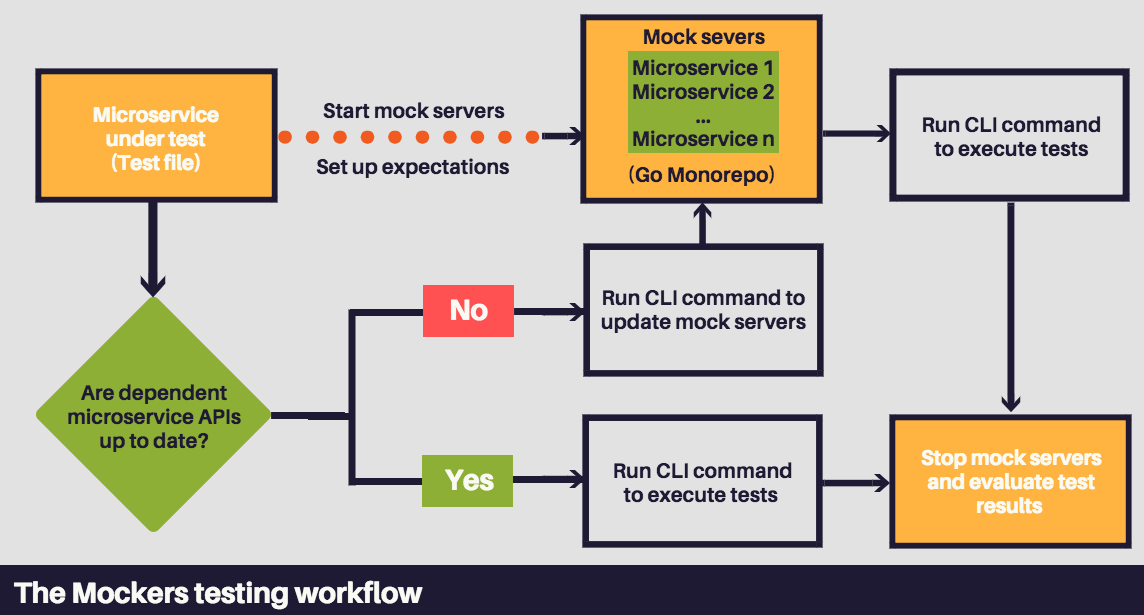 Mock severs
Microservice 1
Microservice 2
...
Microservice n
(Go Monorepo)
Microservice
under test
(Test file)
Start mock servers
Set up expectations
Run CLI command
to execute tests
No
Run CLI command to
update mock servers
Are dependent
microservice APIs
up to date?
Yes
Run CLI command
to execute tests
Stop mock servers
and evaluate test
results
The Mockers testing workflow